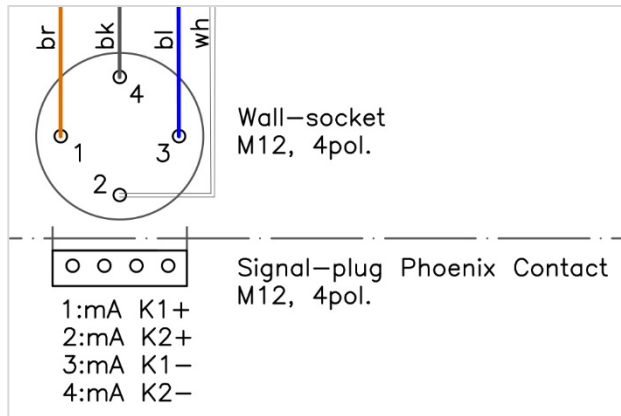 br
bk
bl
wh
4
1
3
2
Wall-socket
M12, 4pol.
Signal-plug Phoenix Contact
M12, 4pol.
1:mA K1+
2:mA K2+
3:mA K1-
4:mA K2-